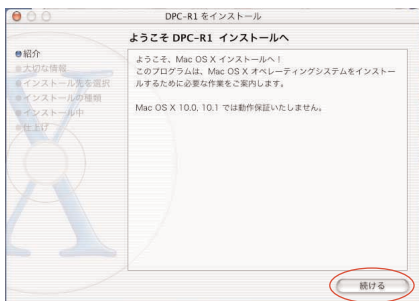 DPC-R1 をインストール
ようこそ DPC-R1 インストールへ
紹介
大切な情報
インストール先を選択
インストールの種類
インストール中
仕上げ
ようこそ、Mac OS X インストールへ！
このプログラムは、Mac OS X オペレーティングシステムをインストー
ルするために必要な作業をご案内します。
Mac OS X 10.0, 10.1 では動作保証いたしません。
続ける